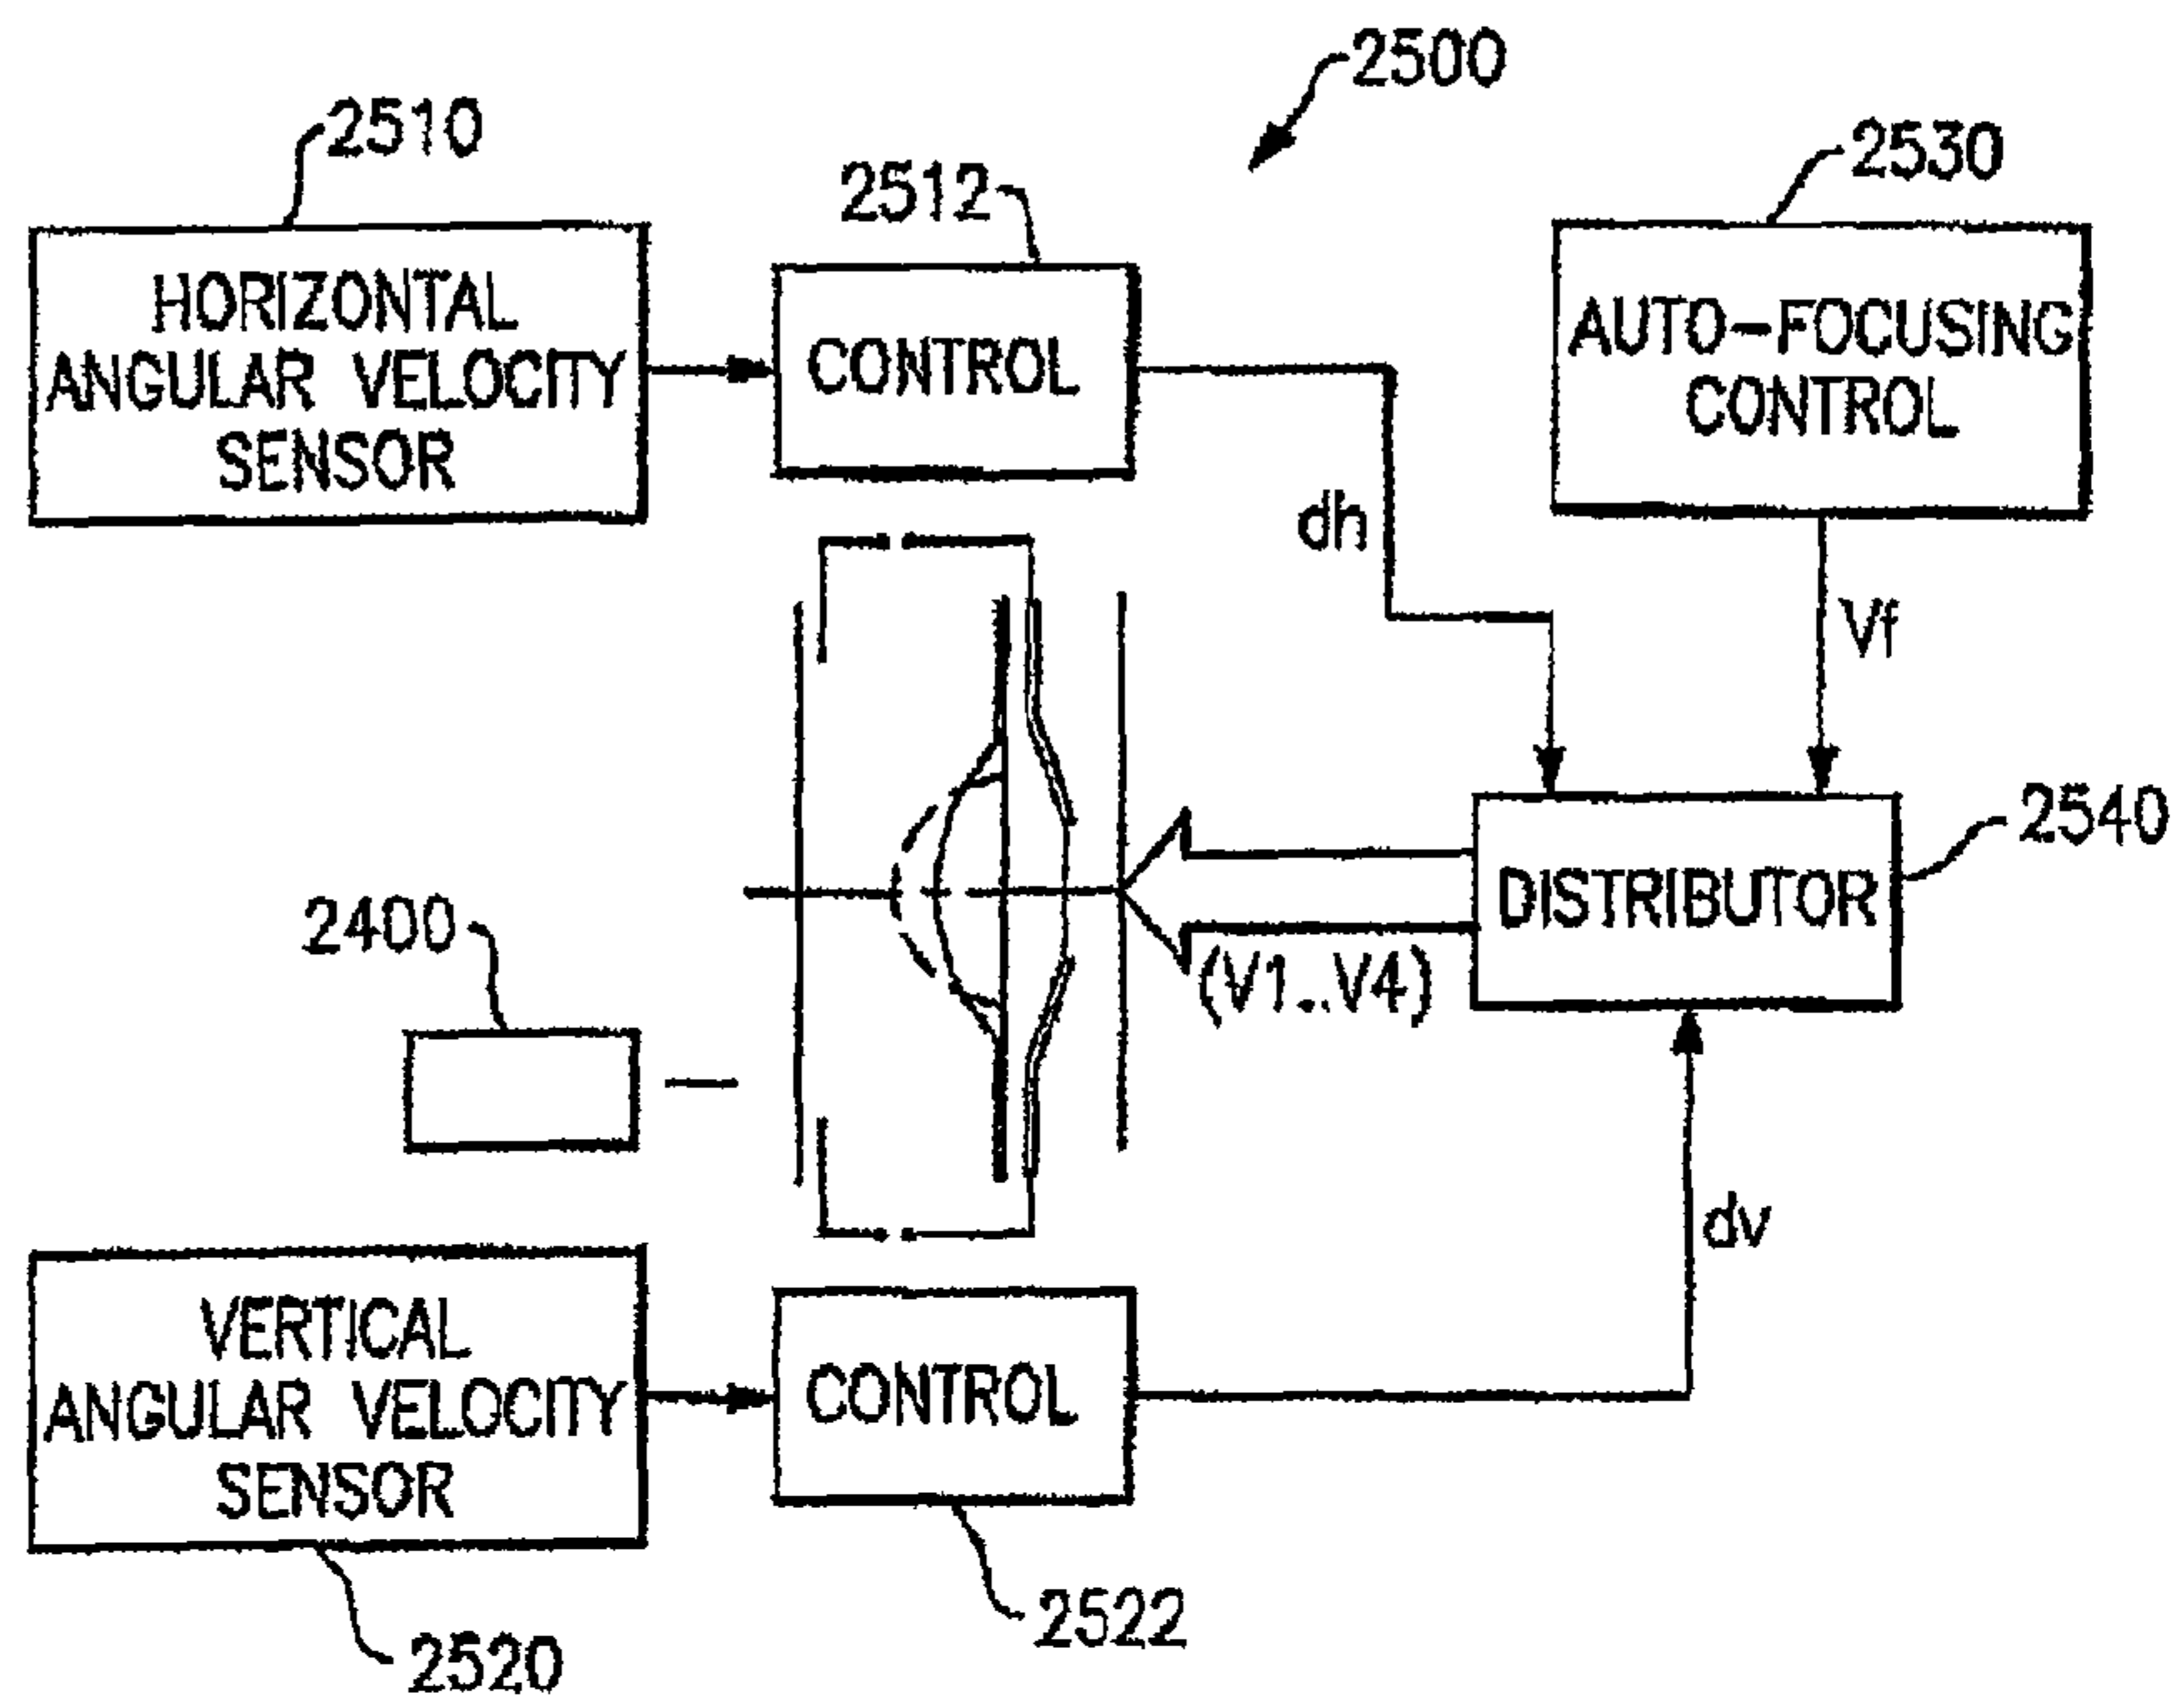 2500
2510
2512
2530
HORIZONTAL
ANGULAR VELOCITY
SENSOR
CONTROL
AUTO-FOCUSING
CONTROL
dh
Vf
2540
DISTRIBUTOR
2400
(V1..V4)
dv
VERTICAL
ANGULAR VELOCITY
SENSOR
CONTROL
2522
2520